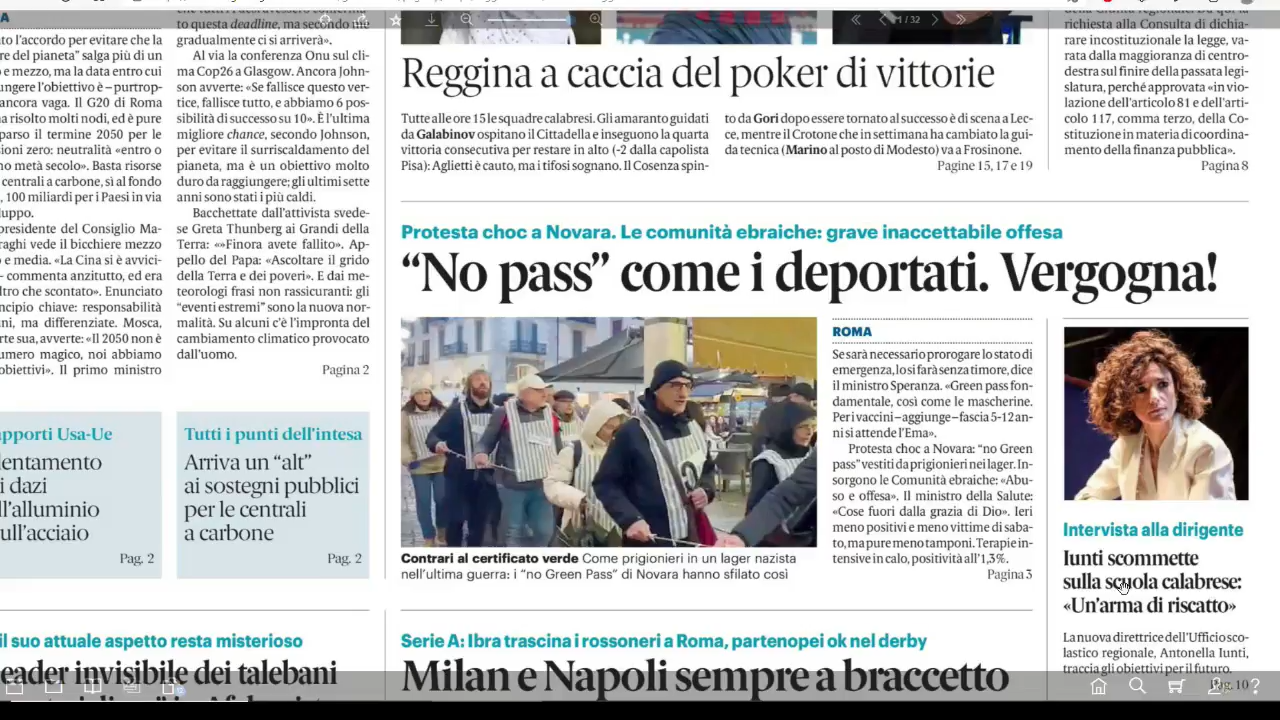 to questa deadline, ma secondo me
gradualmente ci si arriverà».
Al via la conferenza Onu sul cli-
ma Cop26 a Glasgow. Ancora John-
son avverte: «Se fallisce questo ver-
tice, fallisce tutto, e abbiamo 6 pos-
sibilità di successo su 10». È l'ultima
migliore chance, secondo Johnson,
per evitare il surriscaldamento del
pianeta, ma è un obiettivo molto
duro da raggiungere; gli ultimi sette
anni sono stati i più caldi.
Bacchettate dall'attivista svede-
se Greta Thunberg ai Grandi della
Terra: «»Finora avete fallito». Ap-
pello del Papa: «Ascoltare il grido
della Terra e dei poveri». E dai me-
teorologi frasi non rassicuranti: gli
“eventi estremi” sono la nuova nor-
malità. Su alcuni c'è l'impronta del
cambiamento climatico provocato
dall'uomo.
Pagina 2
to l'accordo per evitare che la
re del pianeta” salga più di un
o e mezzo, ma la data entro cui
ungere l'obiettivo è – purtrop-
ancora vaga. Il G20 di Roma
a risolto molti nodi, ed è pure
parso il termine 2050 per le
sioni zero: neutralità «entro o
no metà secolo». Basta risorse
centrali a carbone, sì al fondo
, 100 miliardi per i Paesi in via
luppo.
presidente del Consiglio Ma-
raghi vede il bicchiere mezzo
o e media. «La Cina si è avvici-
– commenta anzitutto, ed era
ltro che scontato». Enunciato
ncipio chiave: responsabilità
ni, ma differenziate. Mosca,
rte sua, avverte: «Il 2050 non è
umero magico, noi abbiamo
obiettivi». Il primo ministro
apporti Usa-Ue
lentamento
i dazi
ll'alluminio
ull'acciaio
Pag. 2
Tutti i punti dell'intesa
Arriva un “alt”
ai sostegni pubblici
per le centrali
a carbone
Pag. 2
il suo attuale aspetto resta misterioso
eader invisibile dei talebani
1 / 32
Reggina a caccia del poker di vittorie
Tutte alle ore 15 le squadre calabresi. Gli amaranto guidati
da Galabinov ospitano il Cittadella e inseguono la quarta
vittoria consecutiva per restare in alto (-2 dalla capolista
Pisa): Aglietti è cauto, ma i tifosi sognano. Il Cosenza spin-
to da Gori dopo essere tornato al successo è di scena a Lec-
ce, mentre il Crotone che in settimana ha cambiato la gui-
da tecnica (Marino al posto di Modesto) va a Frosinone.
Pagine 15, 17 e 19
richiesta alla Consulta di dichia-
rare incostituzionale la legge, va-
rata dalla maggioranza di centro-
destra sul finire della passata legi-
slatura, perché approvata «in vio-
lazione dell'articolo 81 e dell'arti-
colo 117, comma terzo, della Co-
stituzione in materia di coordina-
mento della finanza pubblica».
Pagina 8
Protesta choc a Novara. Le comunità ebraiche: grave inaccettabile offesa
“No pass” come i deportati. Vergogna!
Contrari al certificato verde Come prigionieri in un lager nazista
nell'ultima guerra: i “no Green Pass” di Novara hanno sfilato così
ROMA
Se sarà necessario prorogare lo stato di
emergenza, lo si farà senza timore, dice
il ministro Speranza. «Green pass fon-
damentale, così come le mascherine.
Per i vaccini – aggiunge – fascia 5-12 an-
ni si attende l'Ema».
Protesta choc a Novara: “no Green
pass” vestiti da prigionieri nei lager. In-
sorgono le Comunità ebraiche: «Abu-
so e offesa». Il ministro della Salute:
«Cose fuori dalla grazia di Dio». Ieri
meno positivi e meno vittime di saba-
to, ma pure meno tamponi. Terapie in-
tensive in calo, positività all'1,3%.
Pagina 3
Intervista alla dirigente
Iunti scommette
sulla scuola calabrese:
«Un'arma di riscatto»
La nuova direttrice dell'Ufficio sco-
lastico regionale, Antonella Iunti,
traccia gli obiettivi per il futuro.
Pag. 10
Serie A: Ibra trascina i rossoneri a Roma, partenopei ok nel derby
Milan e Napoli sempre a braccetto